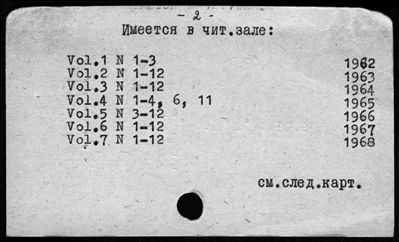 - 2 -
Имеется в чит.зале:
Vol.1 N 1-3 1962
Vol.2 N 1-12 1963
Vol.3 N 1-12 1964
Vol.4 N 1-4, 6, 11 1965
Vol.5 N 3-12 1966
Vol.6 N 1-12 1967
Vol.7 N 1-12 1968
см.след.карт.